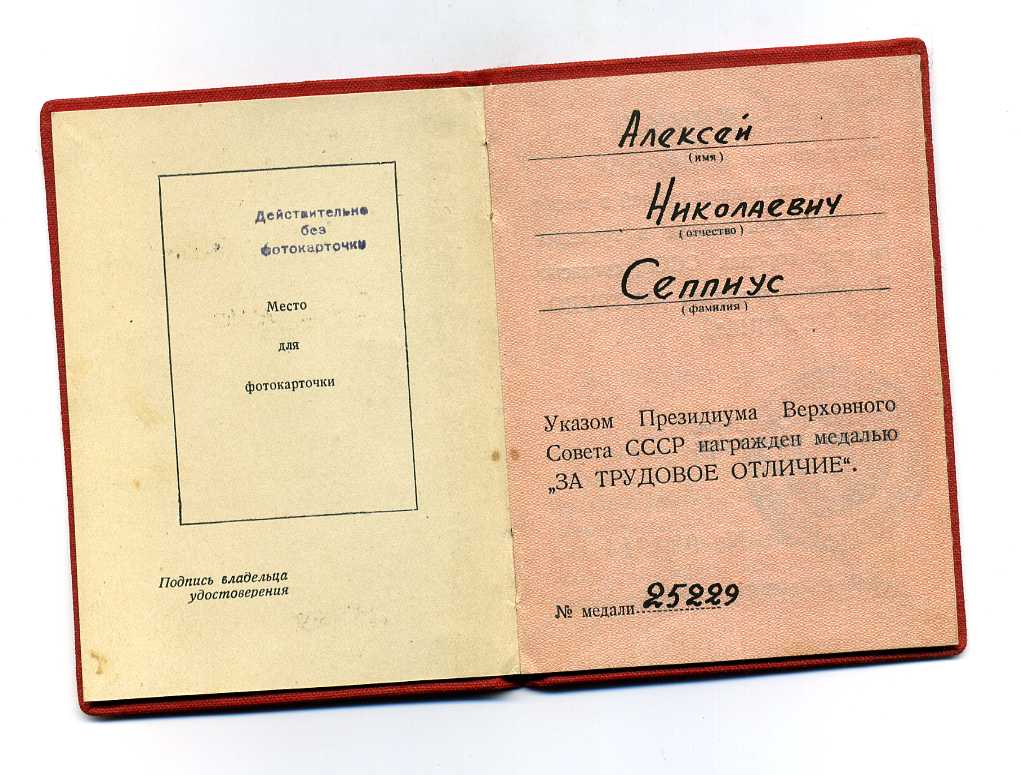 Действительно
без
фотокарточки
Место
для
фотокарточки
Подпись владельца
удостоверения
Алексей
(имя)
Николаевич
(отчество)
Сеппиус
(фамилия)
Указом Президиума Верховного
Совета СССР награжден медалью
„ЗА ТРУДОВОЕ ОТЛИЧИЕ“.
№ медали 25229